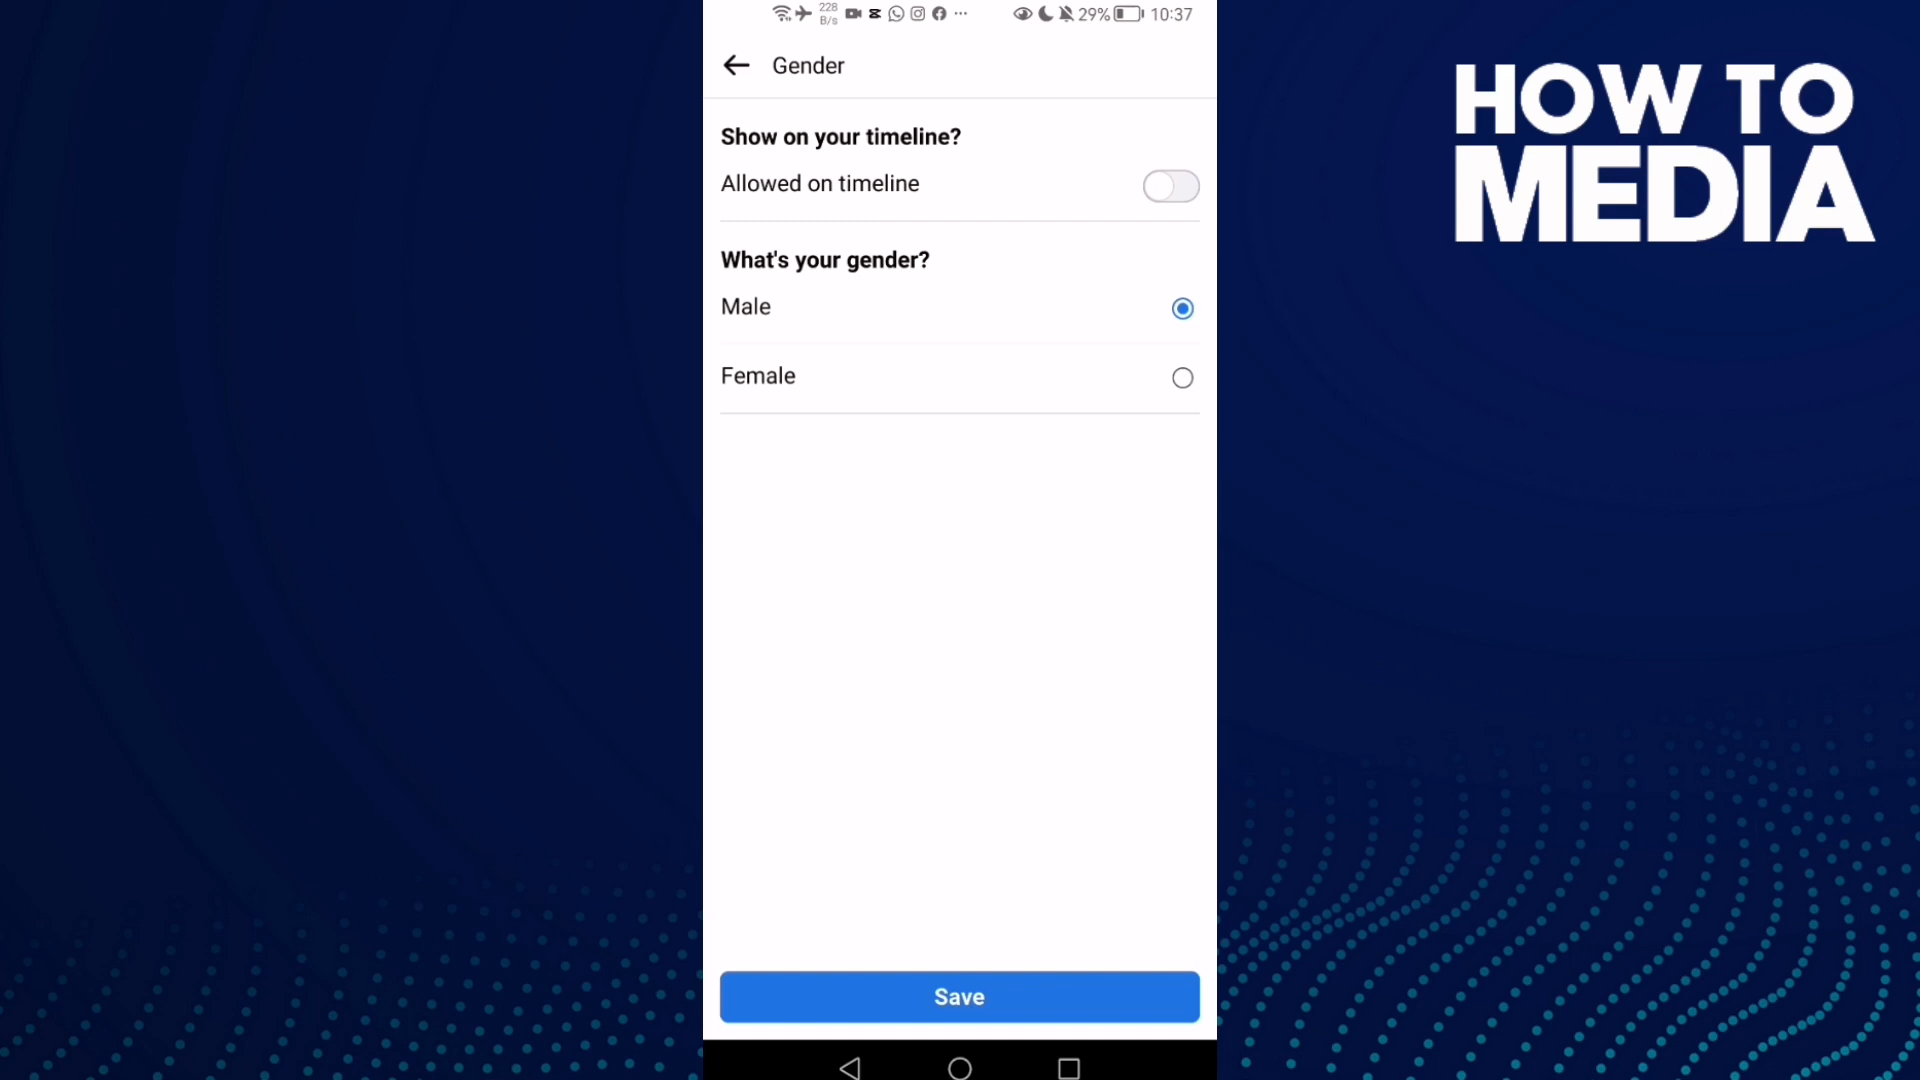 228
B/s
29%
10:37
Gender
Show on your timeline?
Allowed on timeline
What's your gender?
Male
Female
Save
HOW TO
MEDIA